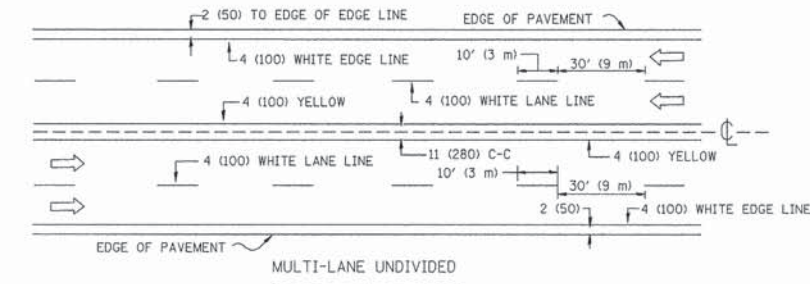 2 (50) TO EDGE OF EDGE LINE
EDGE OF PAVEMENT
4 (100) WHITE EDGE LINE
10' (3 m)
30' (9 m)
4 (100) YELLOW
4 (100) WHITE LANE LINE
℄
4 (100) WHITE LANE LINE
11 (280) C-C
4 (100) YELLOW
10' (3 m)
30' (9 m)
2 (50)
4 (100) WHITE EDGE LINE
EDGE OF PAVEMENT
MULTI-LANE UNDIVIDED